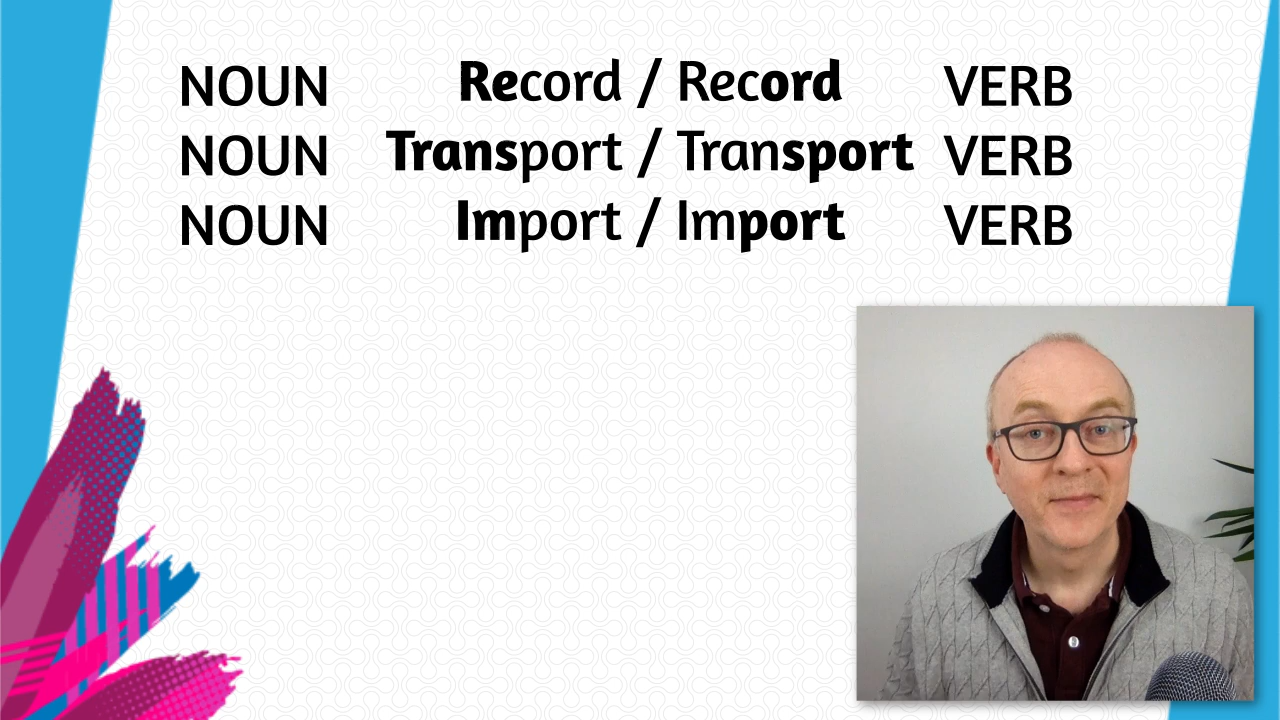 NOUN Record / Record VERB
NOUN Transport / Transport VERB
NOUN Import / Import VERB